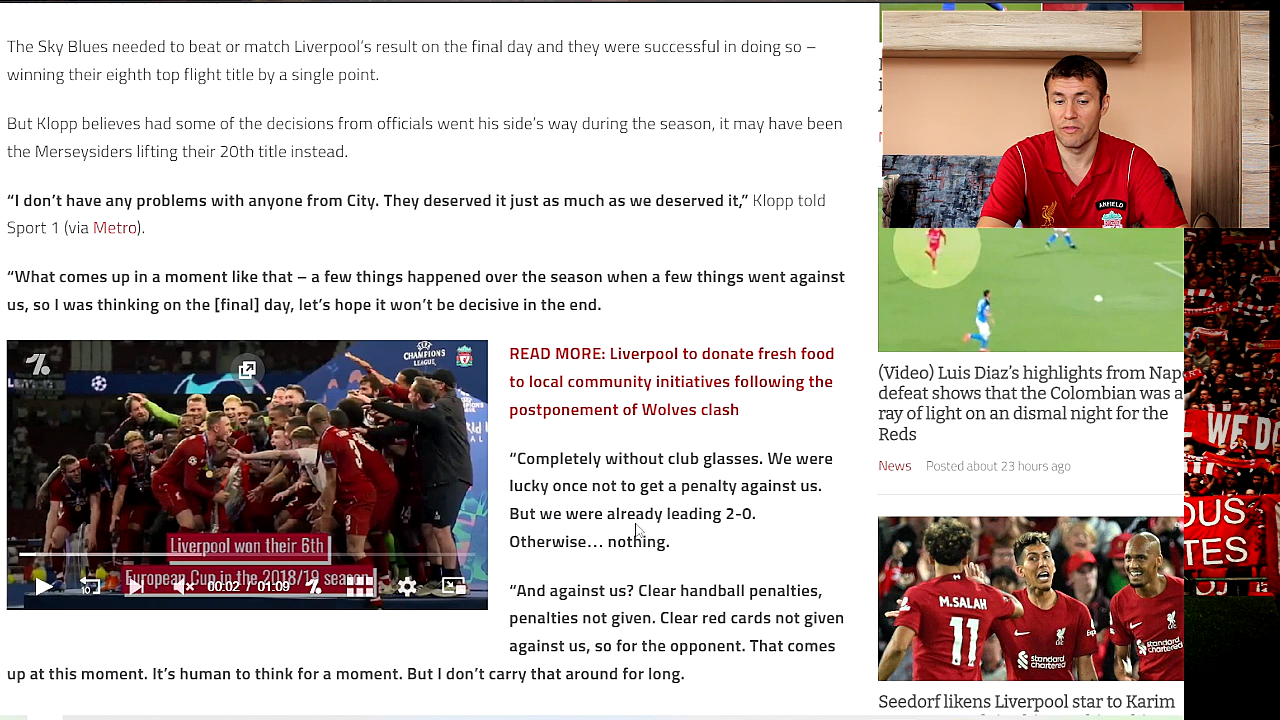 The Sky Blues needed to beat or match Liverpool’s result on the final day and they were successful in doing so –
winning their eighth top flight title by a single point.
But Klopp believes had some of the decisions from officials went his side’s way during the season, it may have been
the Merseysiders lifting their 20th title instead.
“I don’t have any problems with anyone from City. They deserved it just as much as we deserved it,” Klopp told
Sport 1 (via Metro).
“What comes up in a moment like that – a few things happened over the season when a few things went against
us, so I was thinking on the [final] day, let’s hope it won’t be decisive in the end.
CHAMPIONS
LEAGUE
Liverpool won their 6th
European Cup in the 2018/19 season
10
00:02 / 01:09
READ MORE: Liverpool to donate fresh food
to local community initiatives following the
postponement of Wolves clash
“Completely without club glasses. We were
lucky once not to get a penalty against us.
But we were already leading 2-0.
Otherwise… nothing.
“And against us? Clear handball penalties,
penalties not given. Clear red cards not given
against us, so for the opponent. That comes
up at this moment. It’s human to think for a moment. But I don’t carry that around for long.
ANFIELD
(Video) Luis Diaz’s highlights from Nap
defeat shows that the Colombian was a
ray of light on an dismal night for the
Reds
News Posted about 23 hours ago
M.SALAH
11
standard
chartered
standard
chartered
Seedorf likens Liverpool star to Karim
WE DO
OUS
TES